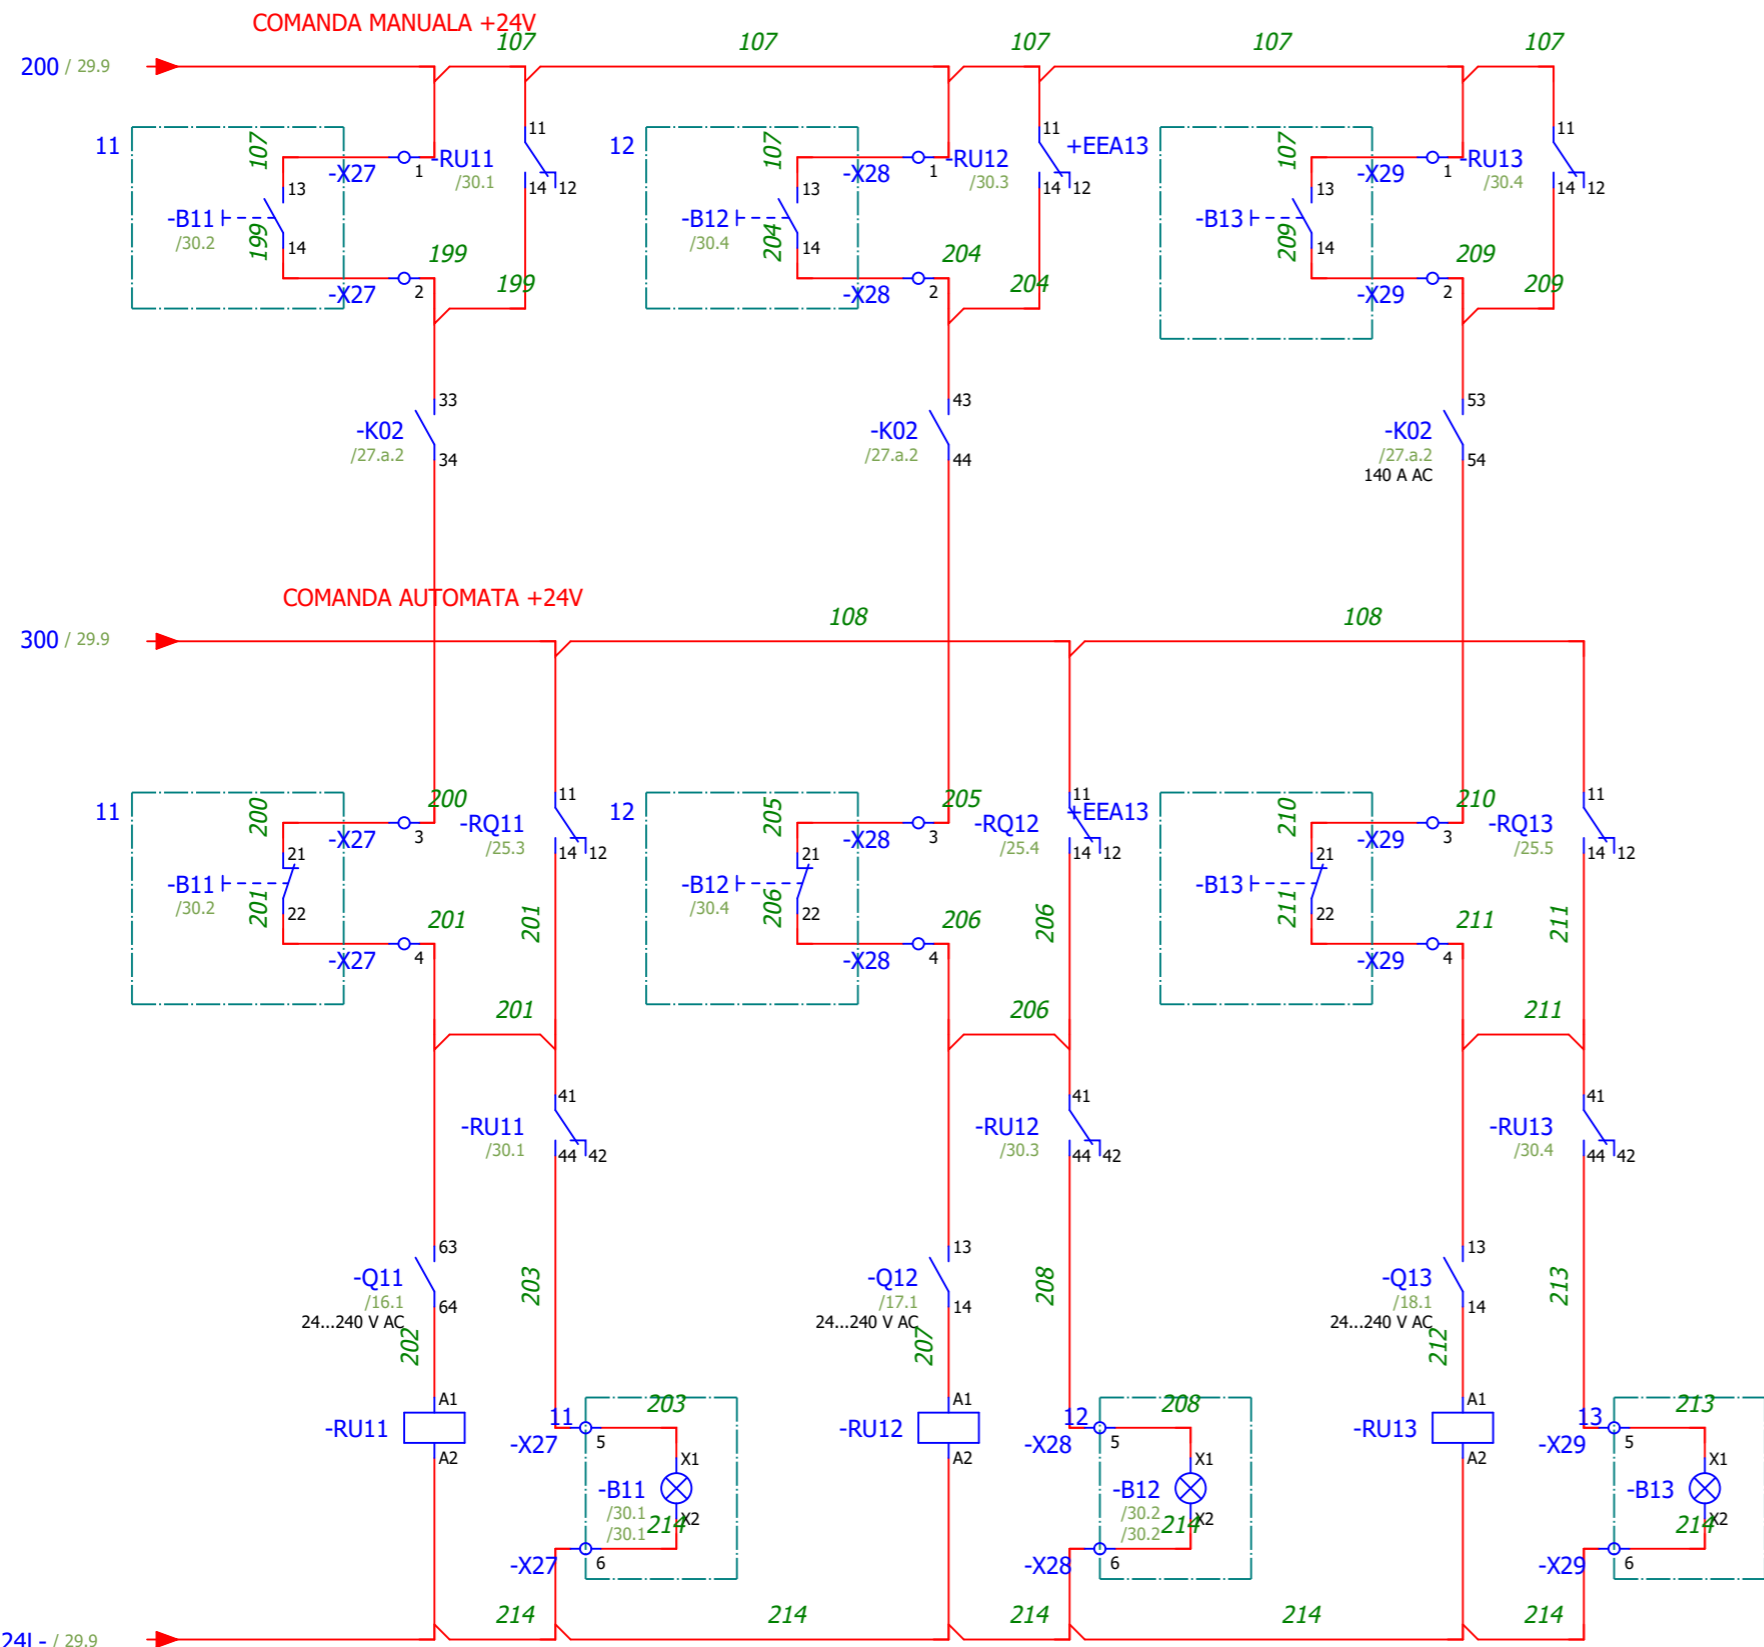 COMANDA MANUALA +24V
107 107 107 107 107
200 / 29.9
11 107 -X27 1 -RU11 /30.1 11 14 12
12 107 -X28 1 -RU12 /30.3 11 14 12
+EEA13 107 -X29 1 -RU13 /30.4 11 14 12
-B11 /30.2 13 14 199
-B12 /30.4 13 14 204
-B13 13 14 209
-X27 2 199 199
-X28 2 204 204
-X29 2 209 209
-K02 /27.a.2 33 34
-K02 /27.a.2 43 44
-K02 /27.a.2 140 A AC 53 54
COMANDA AUTOMATA +24V
108 108
300 / 29.9
11 200 -X27 3 200 -RQ11 /25.3 11 14 12
12 205 -X28 3 205 -RQ12 /25.4 11 14 12
+EEA13 210 -X29 3 210 -RQ13 /25.5 11 14 12
-B11 /30.2 21 22 201
-B12 /30.4 21 22 206
-B13 21 22 211
-X27 4 201 201
-X28 4 206 206
-X29 4 211 211
201 206 211
-RU11 /30.1 41 44 42
-RU12 /30.3 41 44 42
-RU13 /30.4 41 44 42
-Q11 /16.1 24...240 V AC 63 64 202 203
-Q12 /17.1 24...240 V AC 13 14 207 208
-Q13 /18.1 24...240 V AC 13 14 212 213
-RU11 A1 A2
11 -X27 5 203
-RU12 A1 A2
12 -X28 5 208
-RU13 A1 A2
13 -X29 5 213
-B11 /30.1 /30.1 X1 X2 214
-B12 /30.2 /30.2 X1 X2 214
-B13 X1 X2 214
-X27 6
-X28 6
-X29 6
214 214 214 214 214
24L - / 29.9